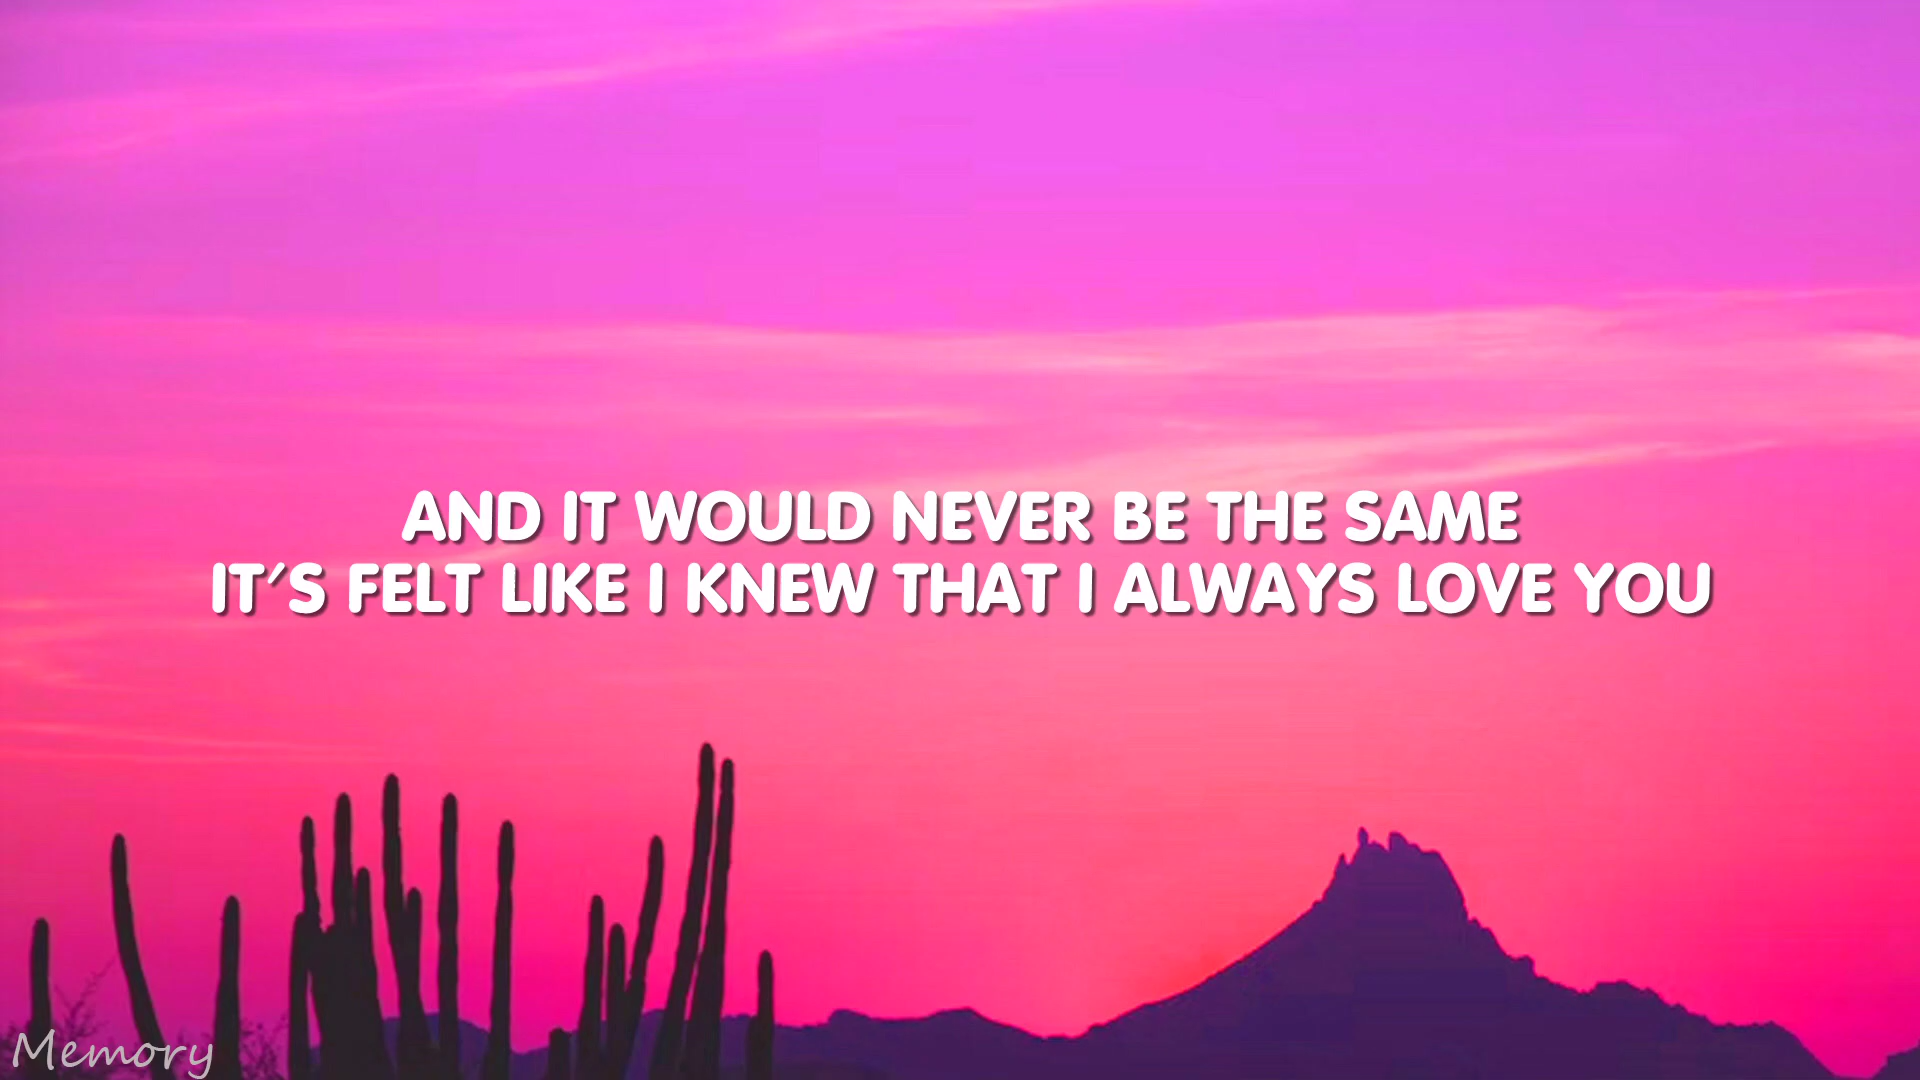 AND IT WOULD NEVER BE THE SAME
IT'S FELT LIKE I KNEW THAT I ALWAYS LOVE YOU
Memory